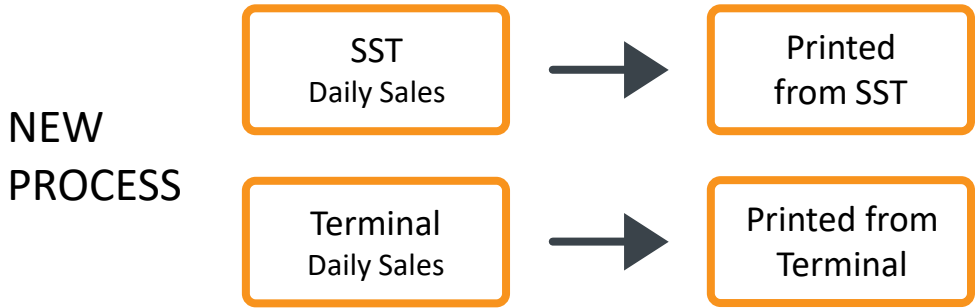 NEW
PROCESS
SST
Daily Sales
Printed
from SST
Terminal
Daily Sales
Printed from
Terminal